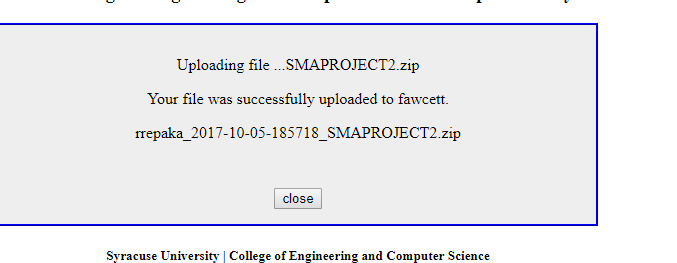 Uploading file ...SMAPROJECT2.zip
Your file was successfully uploaded to fawcett.
rrepaka_2017-10-05-185718_SMAPROJECT2.zip
close
Syracuse University | College of Engineering and Computer Science